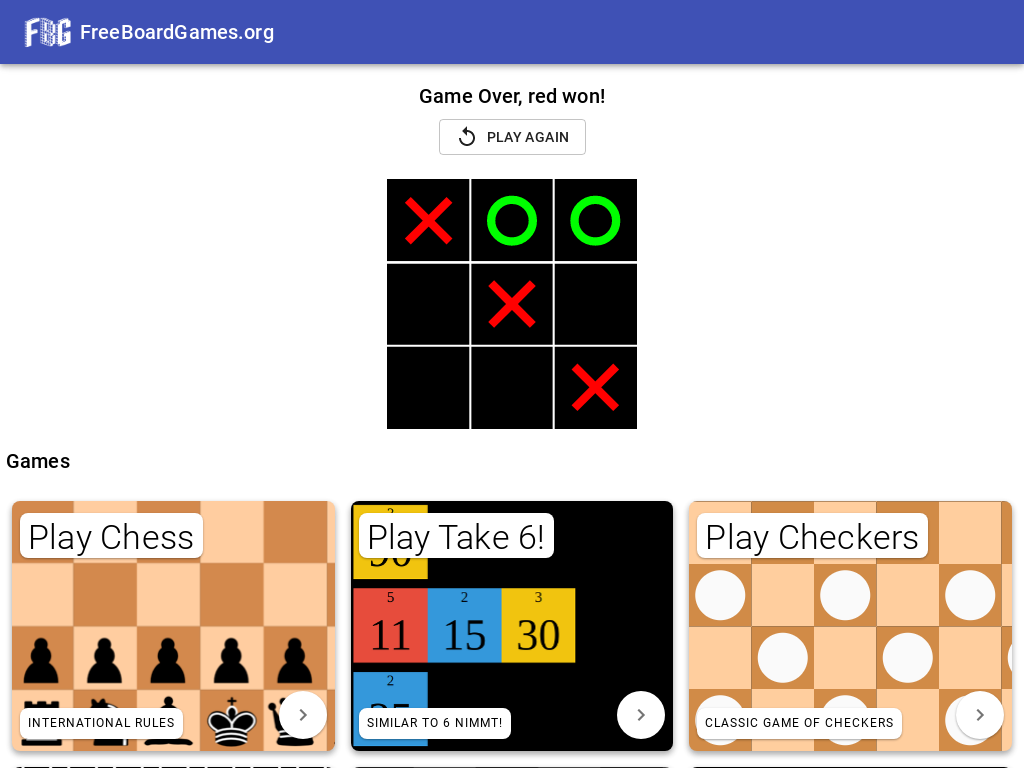 FBG FreeBoardGames.org
Game Over, red won!
PLAY AGAIN
Games
Play Chess
INTERNATIONAL RULES
Play Take 6!
5 2 3
11 15 30
2
SIMILAR TO 6 NIMMT!
Play Checkers
CLASSIC GAME OF CHECKERS